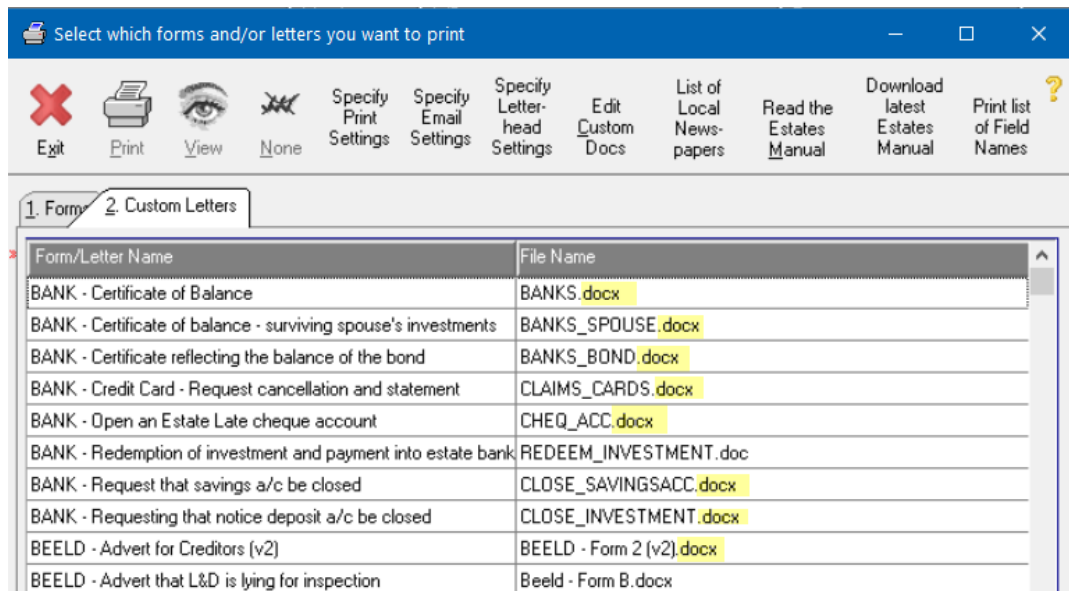 Select which forms and/or letters you want to print
Exit
Print
View
None
Specify
Print
Settings
Specify
Email
Settings
Specify
Letter-
head
Settings
Edit
Custom
Docs
List of
Local
News-
papers
Read the
Estates
Manual
Download
latest
Estates
Manual
Print list
of Field
Names
?
1. Forms
2. Custom Letters
Form/Letter Name File Name
BANK - Certificate of Balance BANKS.docx
BANK - Certificate of balance - surviving spouse's investments BANKS_SPOUSE.docx
BANK - Certificate reflecting the balance of the bond BANKS_BOND.docx
BANK - Credit Card - Request cancellation and statement CLAIMS_CARDS.docx
BANK - Open an Estate Late cheque account CHEQ_ACC.docx
BANK - Redemption of investment and payment into estate bank REDEEM_INVESTMENT.doc
BANK - Request that savings a/c be closed CLOSE_SAVINGSACC.docx
BANK - Requesting that notice deposit a/c be closed CLOSE_INVESTMENT.docx
BEELD - Advert for Creditors (v2) BEELD - Form 2 (v2).docx
BEELD - Advert that L&D is lying for inspection Beeld - Form B.docx